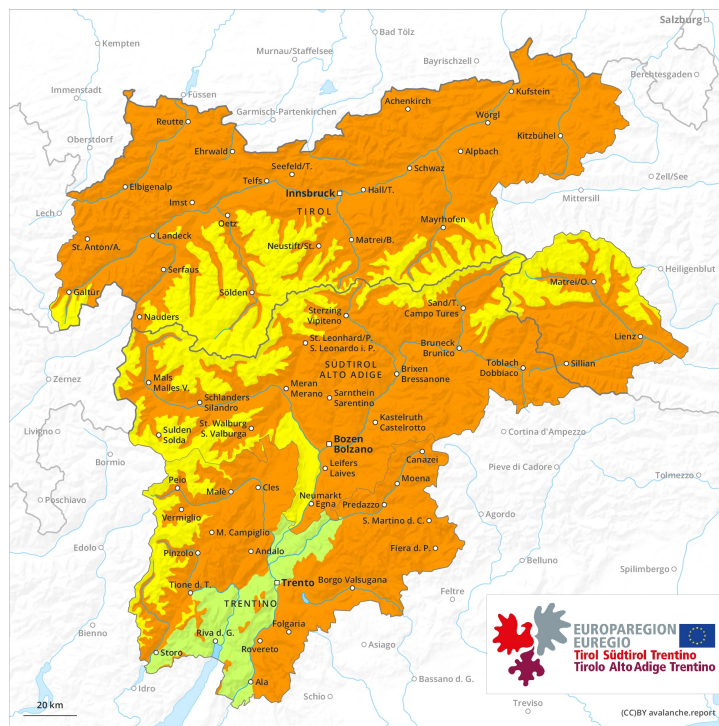 Salzburg
Bad Tölz
Kempten
Murnau/Staffelsee
Bayrischzell
Berchtesgaden
Immenstadt
Füssen
Garmisch-Partenkirchen
Achenkirch
Kufstein
Wörgl
Reutte
Oberstdorf
Kitzbühel
Ehrwald
Alpbach
Seefeld/T.
Schwaz
Telfs
Zell/See
Elbigenalp
Innsbruck
Hall/T.
Mittersill
Imst
TIROL
Lech
Oetz
Mayrhofen
St. Anton/A.
Landeck
Neustift/St.
Matrei/B.
Heiligenblut
Serfaus
Matrei/O.
Galtür
Sölden
Sand/T.
Campo Tures
Nauders
Sterzing
Vipiteno
Lienz
St. Leonhard/P.
S. Leonardo i. P.
Bruneck
Brunico
Toblach
Dobbiaco
Sillian
SÜDTIROL
ALTO ADIGE
Brixen
Bressanone
Zernez
Mals
Malles V.
Meran
Merano
Schlanders
Silandro
Sarnthein
Sarentino
Kastelruth
Castelrotto
Livigno
Sulden
Solda
St. Walburg
S. Valburga
Cortina d'Ampezzo
Bozen
Bolzano
Bormio
Canazei
Leifers
Laives
Pieve di Cadore
Tolmezzo
Peio
Moena
Poschiavo
Malè
Cles
Neumarkt
Egna
Predazzo
Vermiglio
Agordo
S. Martino d. C.
M. Campiglio
Edolo
Pinzolo
Andalo
Fiera d. P.
Belluno
Spilimbergo
Trento
Tione d. T.
Borgo Valsugana
Feltre
TRENTINO
Folgaria
Bienno
Riva d. G.
Rovereto
Storo
Asiago
Ala
Bassano d. G.
Idro
Schio
Treviso
EUROPAREGION
EUREGIO
Tirol Südtirol Trentino
Tirolo Alto Adige Trentino
20 km
(CC)BY avalanche.report